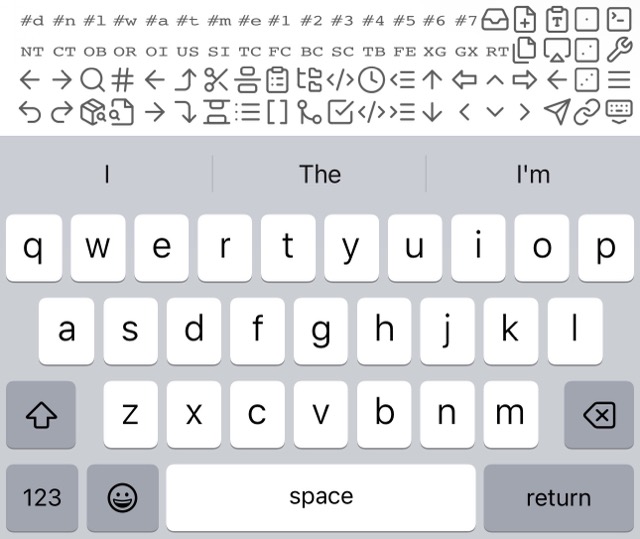 #d #n #l #w #a #t #m #e #1 #2 #3 #4 #5 #6 #7 T
NT CT OB OR OI US SI TC FC BC SC TB FE XG GX RT
#
I The I'm
q w e r t y u i o p
a s d f g h j k l
z x c v b n m
123 space return